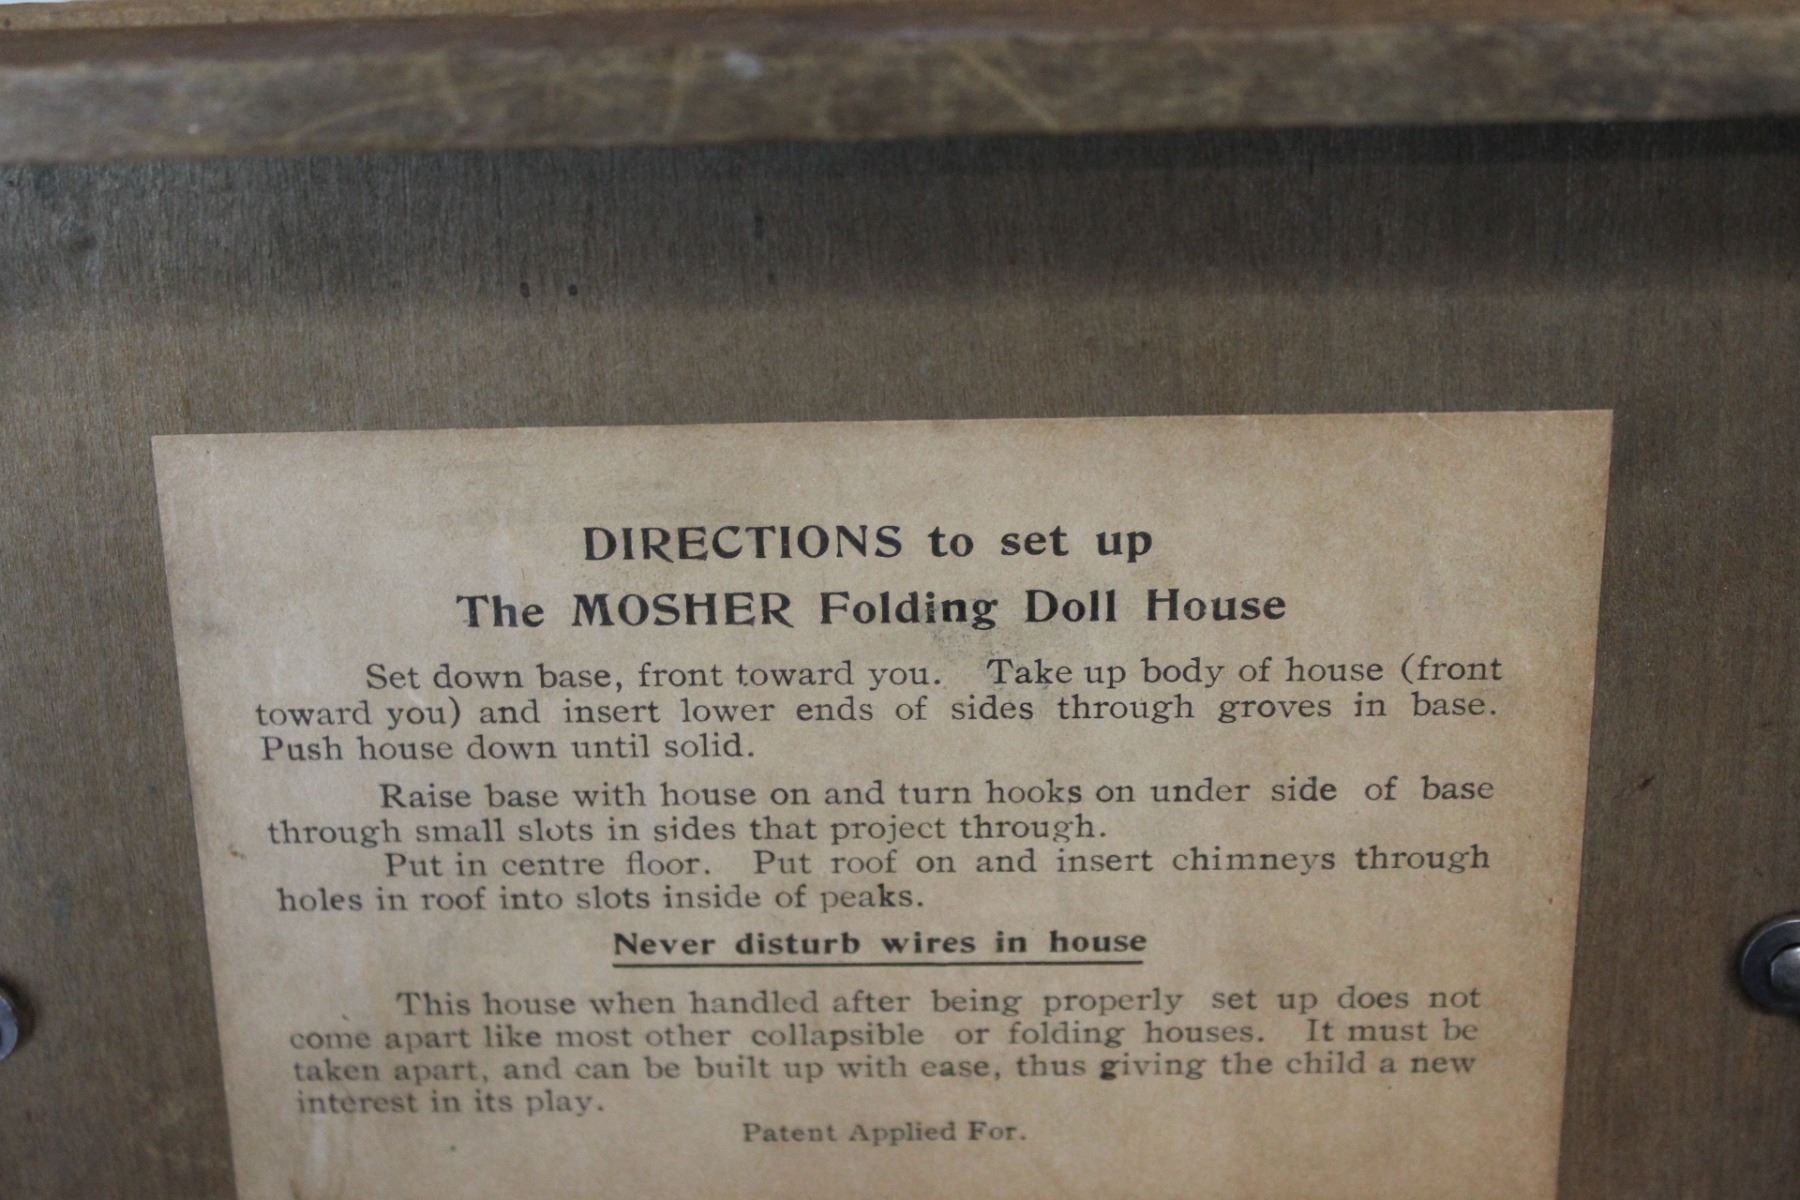 DIRECTIONS to set up
The MOSHER Folding Doll House
Set down base, front toward you. Take up body of house (front
toward you) and insert lower ends of sides through groves in base.
Push house down until solid.
Raise base with house on and turn hooks on under side of base
through small slots in sides that project through.
Put in centre floor. Put roof on and insert chimneys through
holes in roof into slots inside of peaks.
Never disturb wires in house
This house when handled after being properly set up does not
come apart like most other collapsible or folding houses. It must be
taken apart, and can be built up with ease, thus giving the child a new
interest in its play.
Patent Applied For.